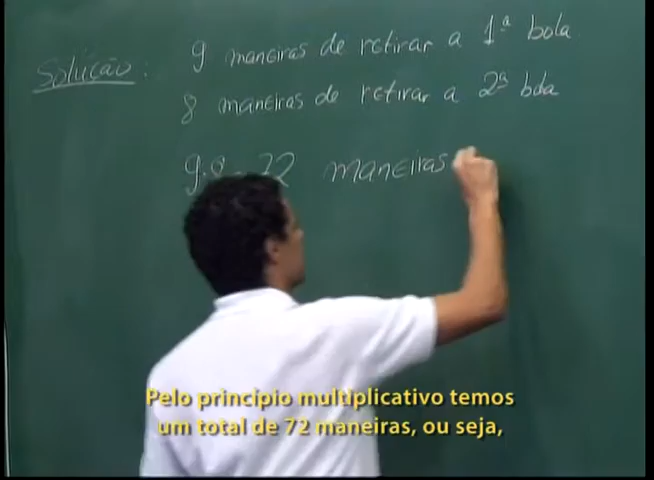 Solução: 9 maneiras de retirar a 1ª bola
8 maneiras de retirar a 2ª bola
9.8 72 maneiras
Pelo princípio multiplicativo temos
um total de 72 maneiras, ou seja,